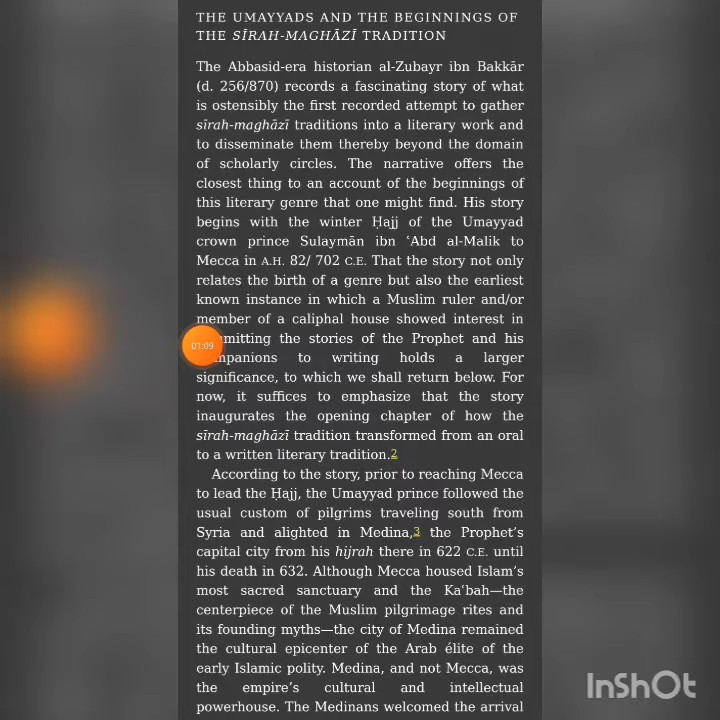 THE UMAYYADS AND THE BEGINNINGS OF
THE SĪRAH-MAGHĀZĪ TRADITION
The Abbasid-era historian al-Zubayr ibn Bakkār
(d. 256/870) records a fascinating story of what
is ostensibly the first recorded attempt to gather
sīrah-maghāzī traditions into a literary work and
to disseminate them thereby beyond the domain
of scholarly circles. The narrative offers the
closest thing to an account of the beginnings of
this literary genre that one might find. His story
begins with the winter Ḥajj of the Umayyad
crown prince Sulaymān ibn ʿAbd al-Malik to
Mecca in A.H. 82/ 702 C.E. That the story not only
relates the birth of a genre but also the earliest
known instance in which a Muslim ruler and/or
member of a caliphal house showed interest in
mmitting the stories of the Prophet and his
01:09
mpanions to writing holds a larger
significance, to which we shall return below. For
now, it suffices to emphasize that the story
inaugurates the opening chapter of how the
sīrah-maghāzī tradition transformed from an oral
to a written literary tradition.2
According to the story, prior to reaching Mecca
to lead the Ḥajj, the Umayyad prince followed the
usual custom of pilgrims traveling south from
Syria and alighted in Medina,3 the Prophet’s
capital city from his hijrah there in 622 C.E. until
his death in 632. Although Mecca housed Islam’s
most sacred sanctuary and the Kaʿbah—the
centerpiece of the Muslim pilgrimage rites and
its founding myths—the city of Medina remained
the cultural epicenter of the Arab élite of the
early Islamic polity. Medina, and not Mecca, was
the empire’s cultural and intellectual
powerhouse. The Medinans welcomed the arrival
InShOt